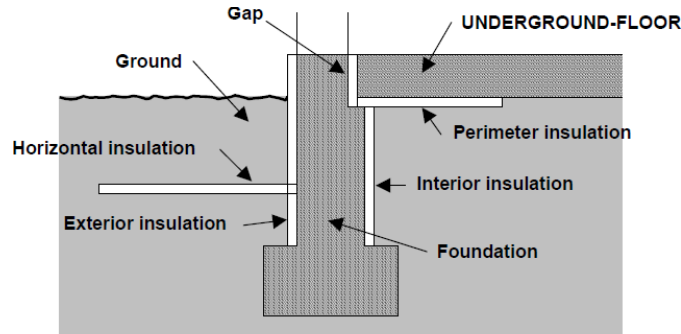 Gap
UNDERGROUND-FLOOR
Ground
Perimeter insulation
Horizontal insulation
Interior insulation
Exterior insulation
Foundation